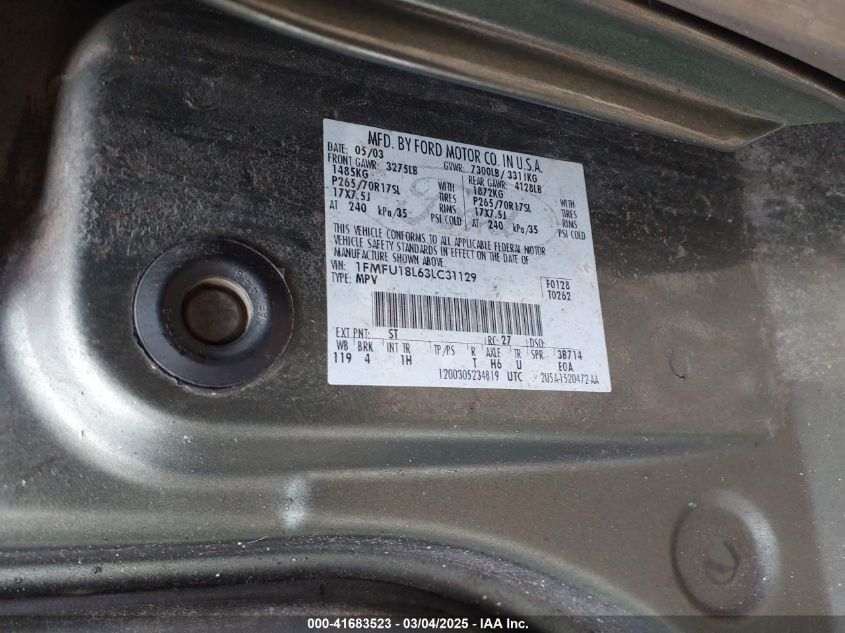 MFD. BY FORD MOTOR CO. IN U.S.A.
DATE: 05/03 GVWR: 7300LB/ 3311KG
FRONT GAWR: 3275LB REAR GAWR: 4128LB
1485KG WITH 1872KG WITH
P265/70R17SL TIRES P265/70R17SL TIRES
17X7.5J RIMS 17X7.5J RIMS
AT 240 kPa/35 PSI COLD AT 240 kPa/35 PSI COLD
THIS VEHICLE CONFORMS TO ALL APPLICABLE FEDERAL MOTOR
VEHICLE SAFETY STANDARDS IN EFFECT ON THE DATE OF
MANUFACTURE SHOWN ABOVE.
VIN: 1FMFU18L63LC31129 F0128
TYPE: MPV T0262
EXT PNT: ST RC: 27 DSO:
WB BRK INT TR TP/PS R AXLE TR SPR 3B714
119 4 1H T H6 U E0A
1200305234819 UTC 2U5A-1520472-AA
000-41683523 - 03/04/2025 - IAA Inc.